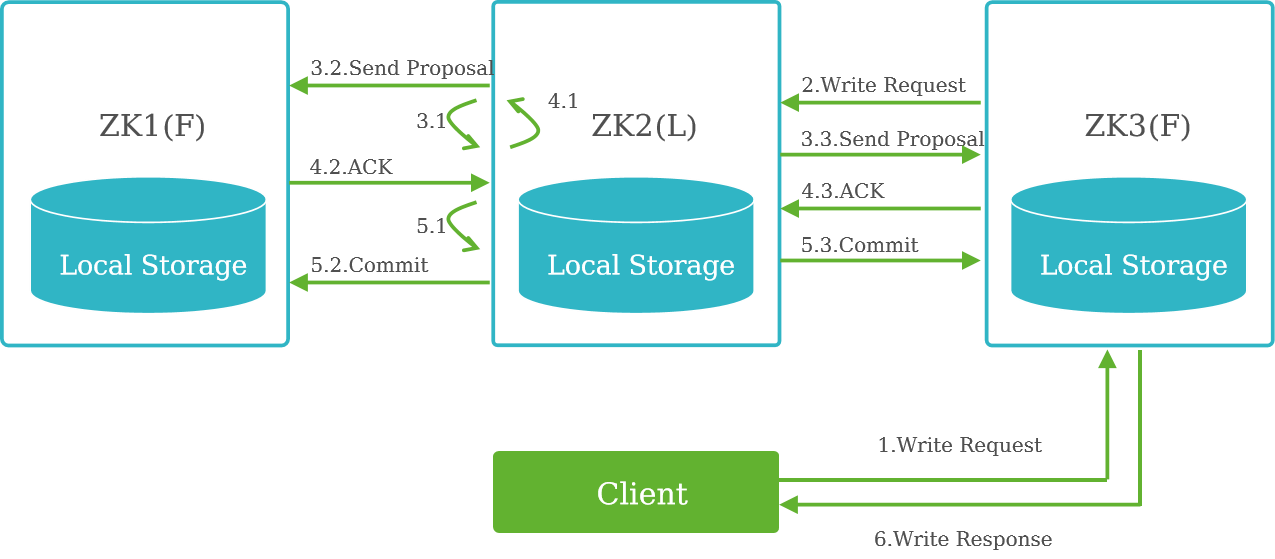 3.2.Send Proposal
3.1
4.1
2.Write Request
ZK1(F)
ZK2(L)
ZK3(F)
3.3.Send Proposal
4.2.ACK
4.3.ACK
5.1
5.2.Commit
5.3.Commit
Local Storage
Local Storage
Local Storage
1.Write Request
Client
6.Write Response